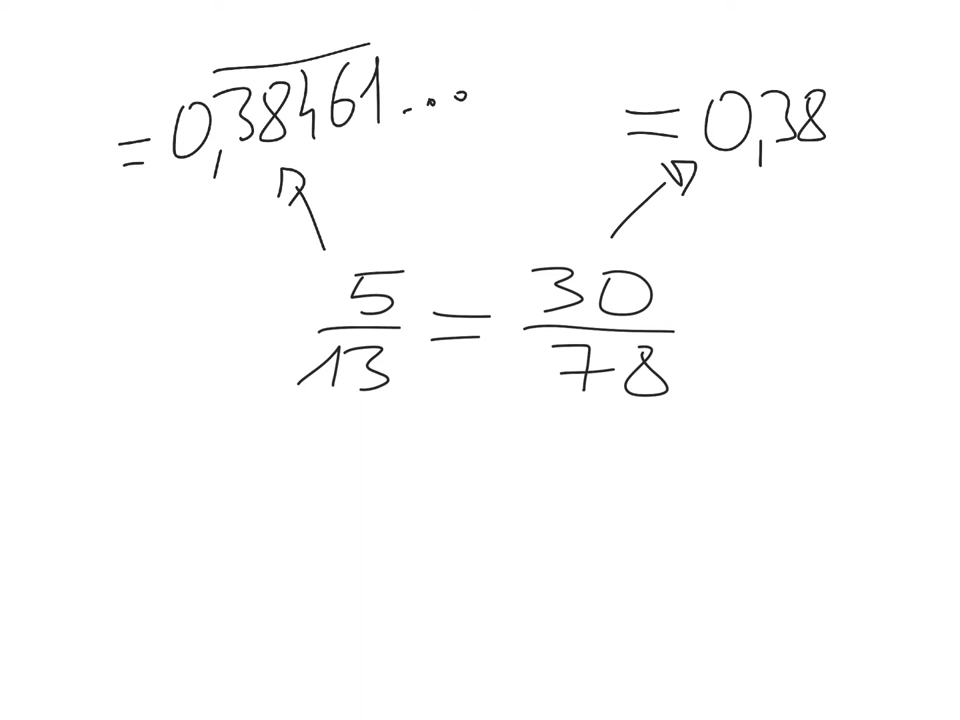 = 0,38461... = 0,38
5/13 = 30/78